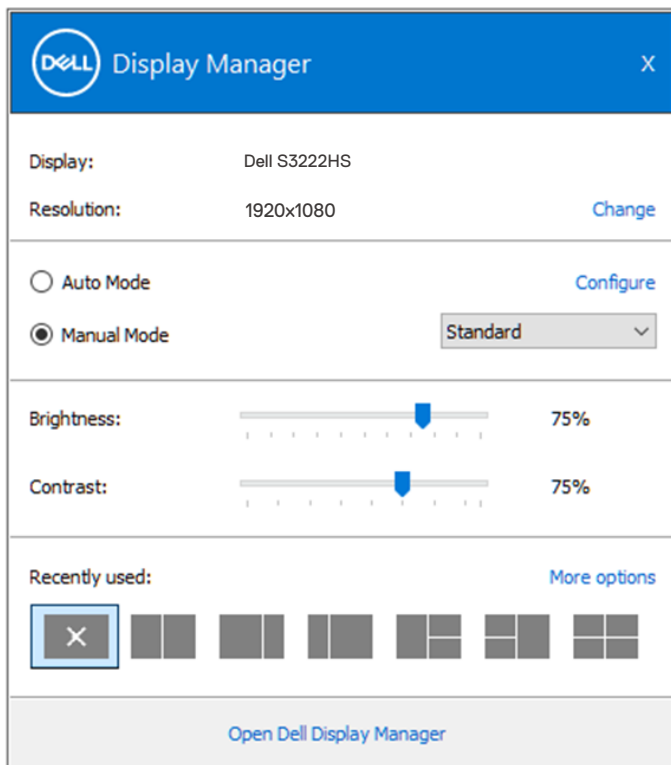 DELL Display Manager X
Display: Dell S3222HS
Resolution: 1920x1080 Change
Auto Mode Configure
Manual Mode Standard
Brightness: 75%
Contrast: 75%
Recently used: More options
Open Dell Display Manager